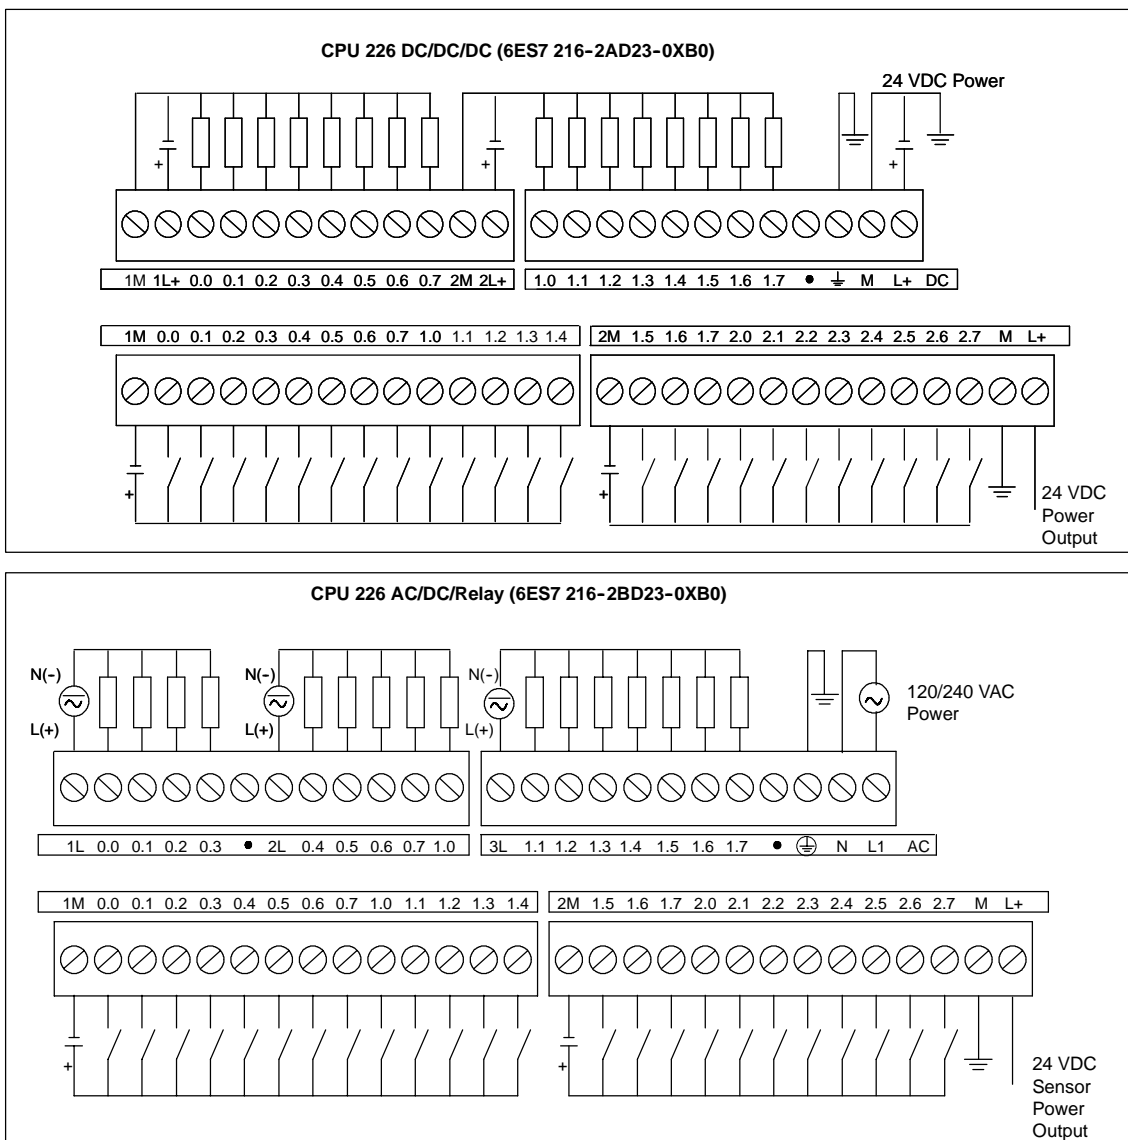 CPU 226 DC/DC/DC (6ES7 216-2AD23-0XB0)
24 VDC Power
+ + +
1M 1L+ 0.0 0.1 0.2 0.3 0.4 0.5 0.6 0.7 2M 2L+ 1.0 1.1 1.2 1.3 1.4 1.5 1.6 1.7 ● ⏚ M L+ DC
1M 0.0 0.1 0.2 0.3 0.4 0.5 0.6 0.7 1.0 1.1 1.2 1.3 1.4 2M 1.5 1.6 1.7 2.0 2.1 2.2 2.3 2.4 2.5 2.6 2.7 M L+
+ +
24 VDC
Power
Output
CPU 226 AC/DC/Relay (6ES7 216-2BD23-0XB0)
N(-) N(-) N(-)
120/240 VAC
Power
L(+) L(+) L(+)
1L 0.0 0.1 0.2 0.3 ● 2L 0.4 0.5 0.6 0.7 1.0 3L 1.1 1.2 1.3 1.4 1.5 1.6 1.7 ● ⏚ N L1 AC
1M 0.0 0.1 0.2 0.3 0.4 0.5 0.6 0.7 1.0 1.1 1.2 1.3 1.4 2M 1.5 1.6 1.7 2.0 2.1 2.2 2.3 2.4 2.5 2.6 2.7 M L+
+ +
24 VDC
Sensor
Power
Output